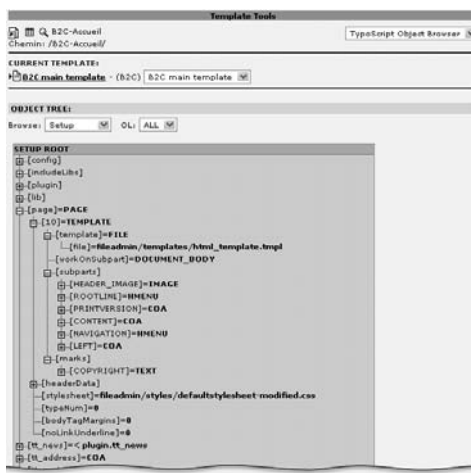 Template Tools
B2C-Accueil
Chemin: /B2C-Accueil/
TypoScript Object Browser
CURRENT TEMPLATE:
B2C main template - (B2C) B2C main template
OBJECT TREE:
Browse: Setup OL: ALL
SETUP ROOT
[config]
[includeLibs]
[plugin]
[lib]
[page]=PAGE
[10]=TEMPLATE
[template]=FILE
[file]=fileadmin/templates/html_template.tmpl
[workOnSubpart]=DOCUMENT_BODY
[subparts]
[HEADER_IMAGE]=IMAGE
[ROOTLINE]=HMENU
[PRINTVERSION]=COA
[CONTENT]=COA
[NAVIGATION]=HMENU
[LEFT]=COA
[marks]
[COPYRIGHT]=TEXT
[headerData]
[stylesheet]=fileadmin/styles/defaultstylesheet-modified.css
[typeNum]=0
[bodyTagMargins]=0
[noLinkUnderline]=0
[tt_news]=< plugin.tt_news
[tt_address]=COA